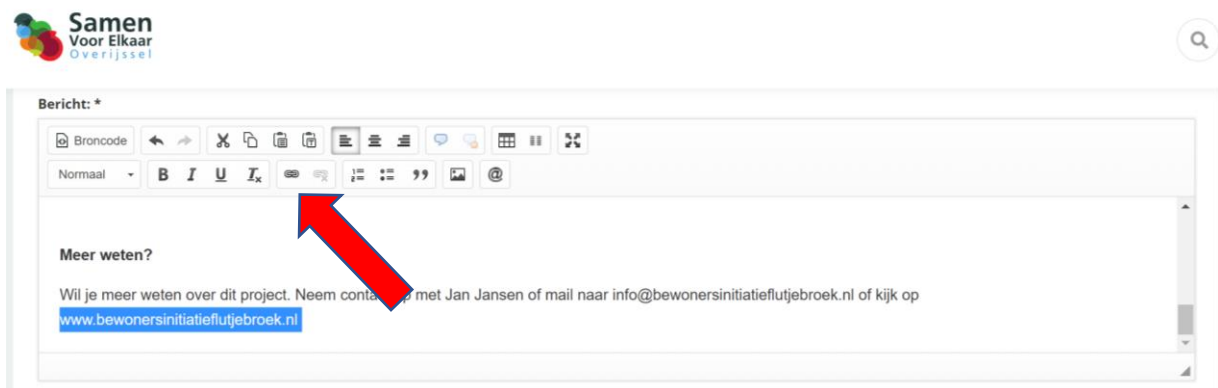 Samen
Voor Elkaar
Overijssel
Bericht: *
Broncode
Normaal B I U Ix @
Meer weten?
Wil je meer weten over dit project. Neem p met Jan Jansen of mail naar info@bewonersinitiatieflutjebroek.nl of kijk op
www.bewonersinitiatieflutjebroek.nl